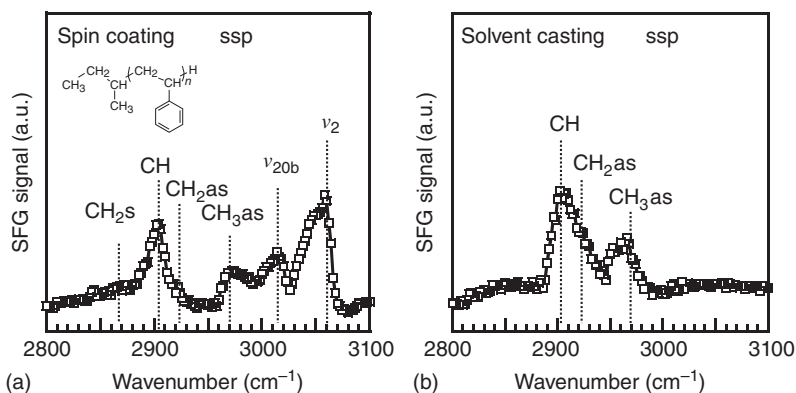 Spin coating ssp
CH₂ CH₂ H
CH₃ CH CH n
CH₃
CH₂s
CH
CH₂as
CH₃as
ν₂₀b
ν₂
SFG signal (a.u.)
2800 2900 3000 3100
(a) Wavenumber (cm⁻¹)
Solvent casting ssp
CH
CH₂as
CH₃as
SFG signal (a.u.)
2800 2900 3000 3100
(b) Wavenumber (cm⁻¹)